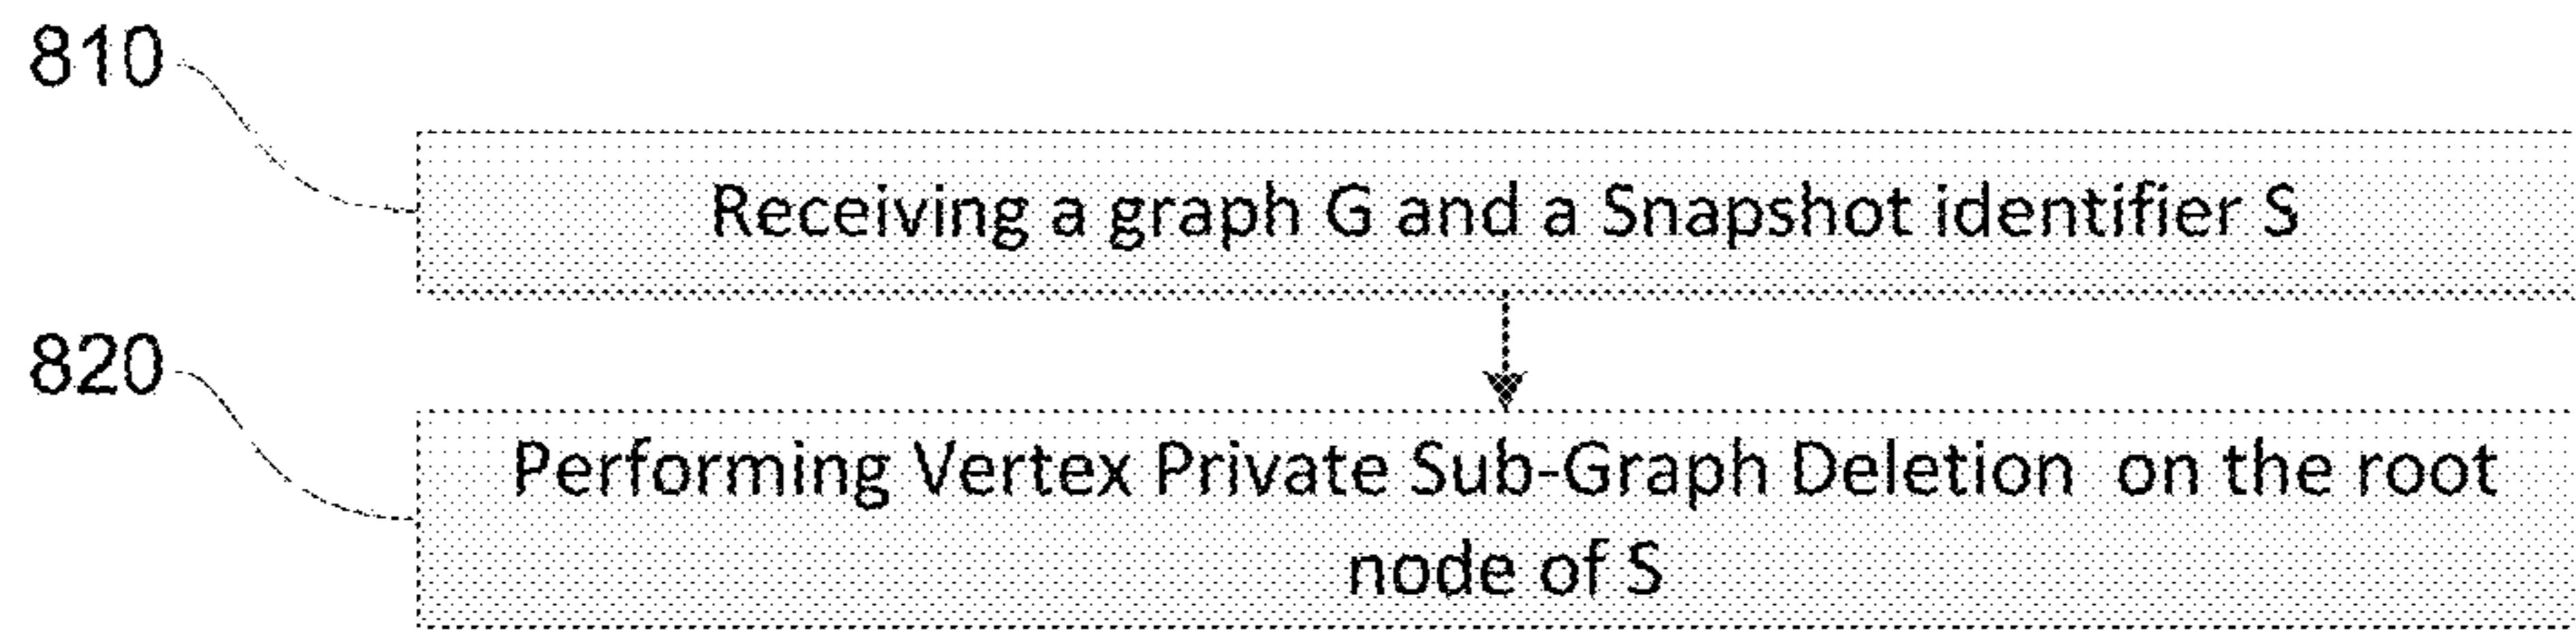 810
Receiving a graph G and a Snapshot identifier S
820
Performing Vertex Private Sub-Graph Deletion on the root
node of S